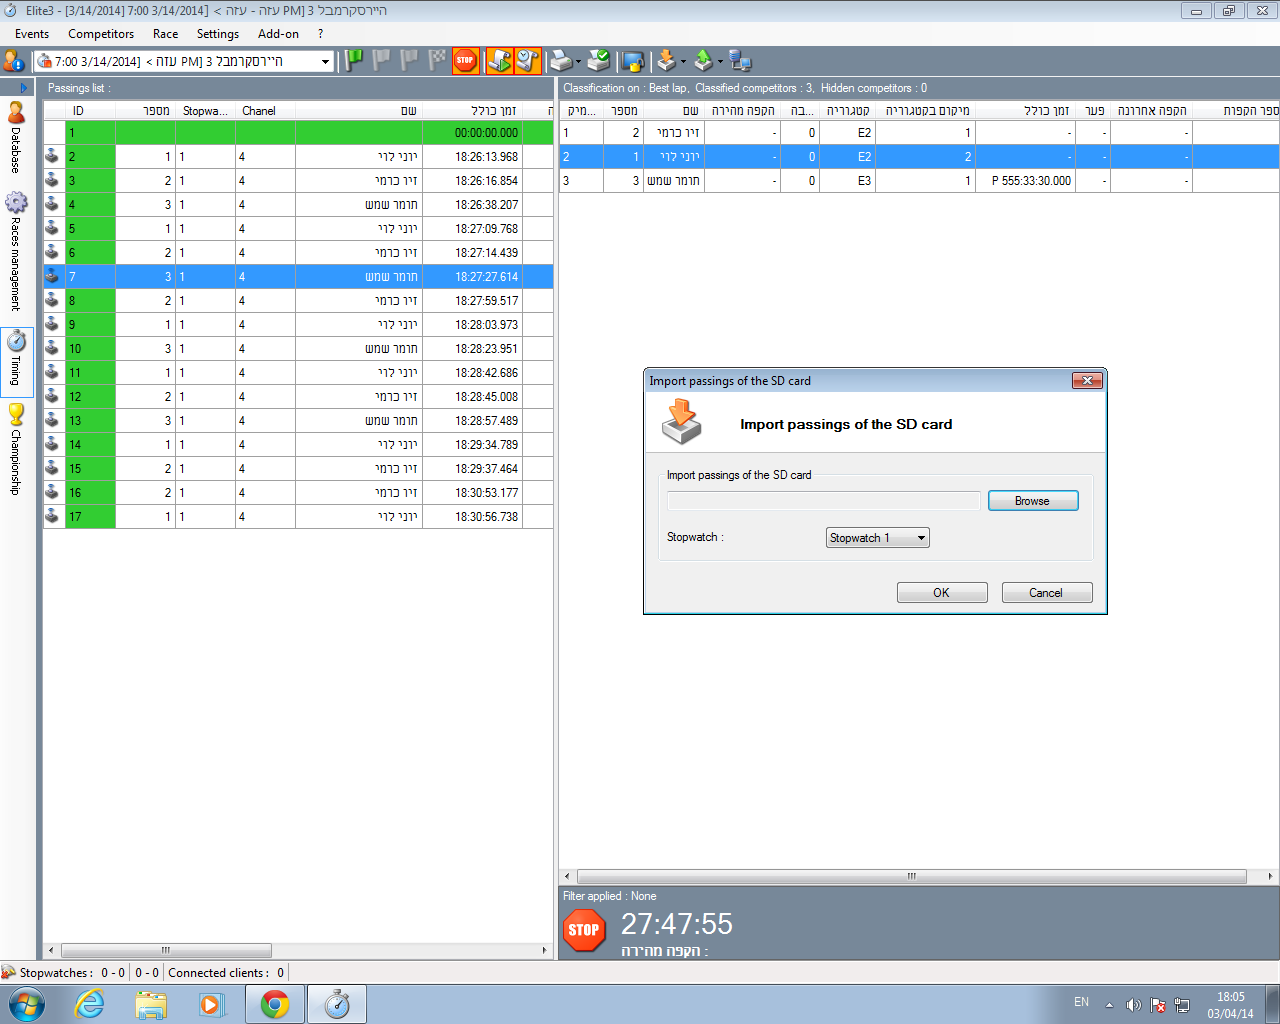 Elite3 - [3/14/2014] 7:00 3/14/2014] < היירסקרמבל 3 [PM עזה - עזה
Events Competitors Race Settings Add-on ?
היירסקרמבל 3 [PM עזה < [3/14/2014 7:00
STOP
Passings list :
Classification on : Best lap, Classified competitors : 3, Hidden competitors : 0
Database
Races management
Timing
Championship
ID מספר Stopwa... Chanel שם זמן כולל
1 00:00:00.000
2 1 1 4 יוני לוי 18:26:13.968
3 2 1 4 זיו כרמי 18:26:16.854
4 3 1 4 תומר שמש 18:26:38.207
5 1 1 4 יוני לוי 18:27:09.768
6 2 1 4 זיו כרמי 18:27:14.439
7 3 1 4 תומר שמש 18:27:27.614
8 2 1 4 זיו כרמי 18:27:59.517
9 1 1 4 יוני לוי 18:28:03.973
10 3 1 4 תומר שמש 18:28:23.951
11 1 1 4 יוני לוי 18:28:42.686
12 2 1 4 זיו כרמי 18:28:45.008
13 3 1 4 תומר שמש 18:28:57.489
14 1 1 4 יוני לוי 18:29:34.789
15 2 1 4 זיו כרמי 18:29:37.464
16 2 1 4 זיו כרמי 18:30:53.177
17 1 1 4 יוני לוי 18:30:56.738
מיק... מספר שם הקפה מהירה בה... קטגוריה מיקום בקטגוריה זמן כולל פער הקפה אחרונה ספר הקפות
1 2 זיו כרמי - 0 E2 1 - - -
2 1 יוני לוי - 0 E2 2 - - -
3 3 תומר שמש - 0 E3 1 P 555:33:30.000 - -
Import passings of the SD card
Import passings of the SD card
Import passings of the SD card
Browse
Stopwatch : Stopwatch 1
OK Cancel
Filter applied : None
STOP 27:47:55
הקפה מהירה :
Stopwatches : 0 - 0 0 - 0 Connected clients : 0
EN 18:05
03/04/14